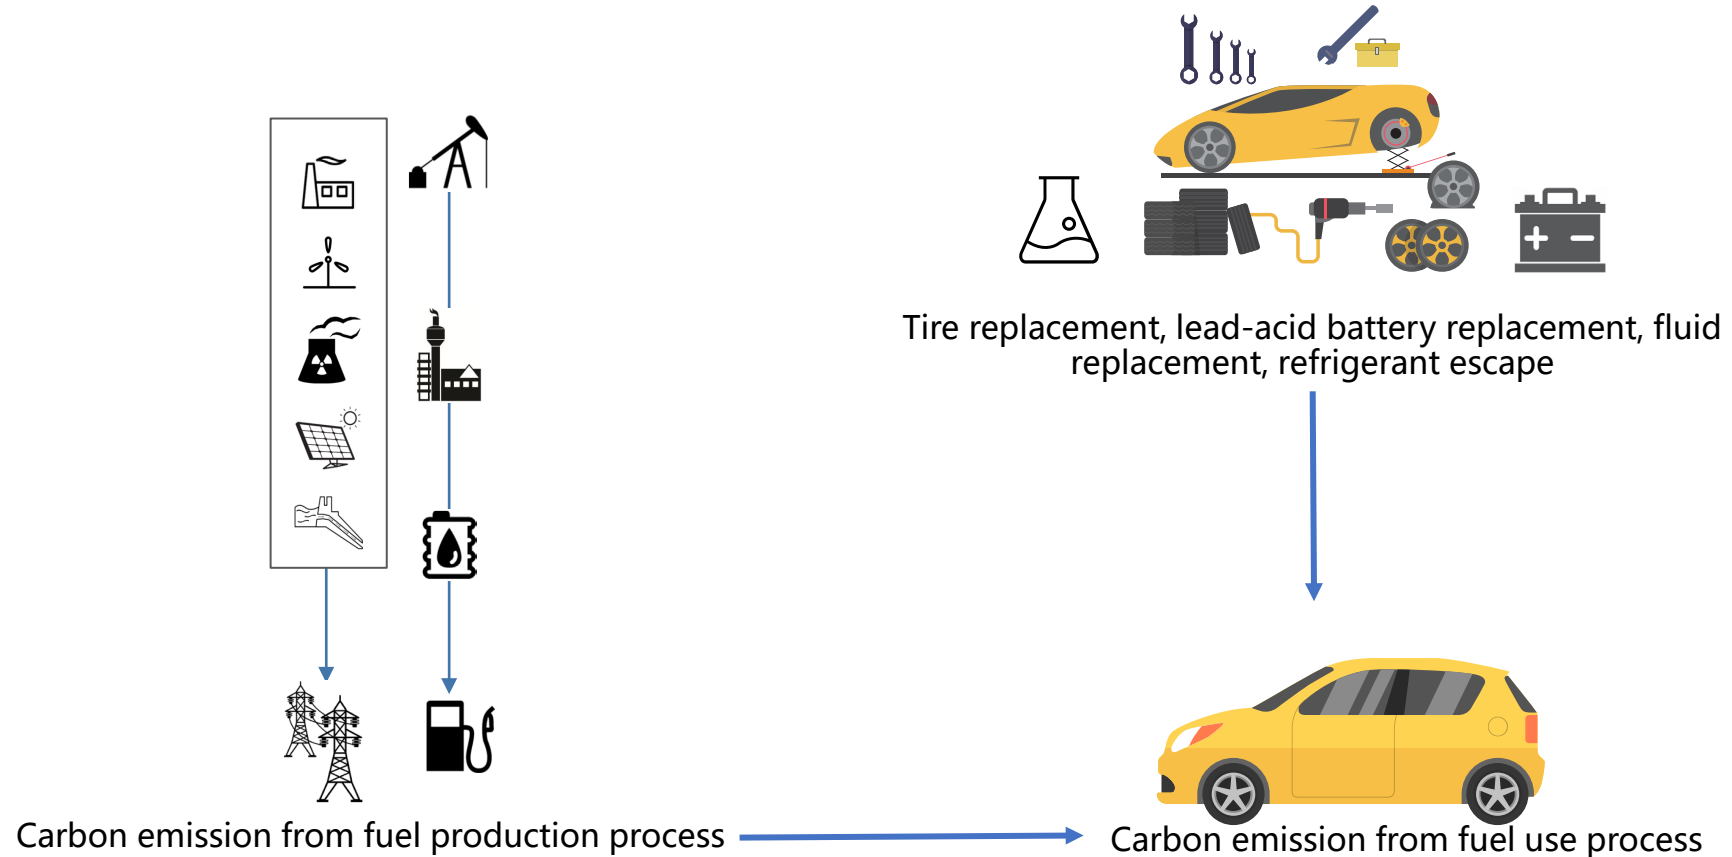 Tire replacement, lead-acid battery replacement, fluid
replacement, refrigerant escape
Carbon emission from fuel production process
Carbon emission from fuel use process